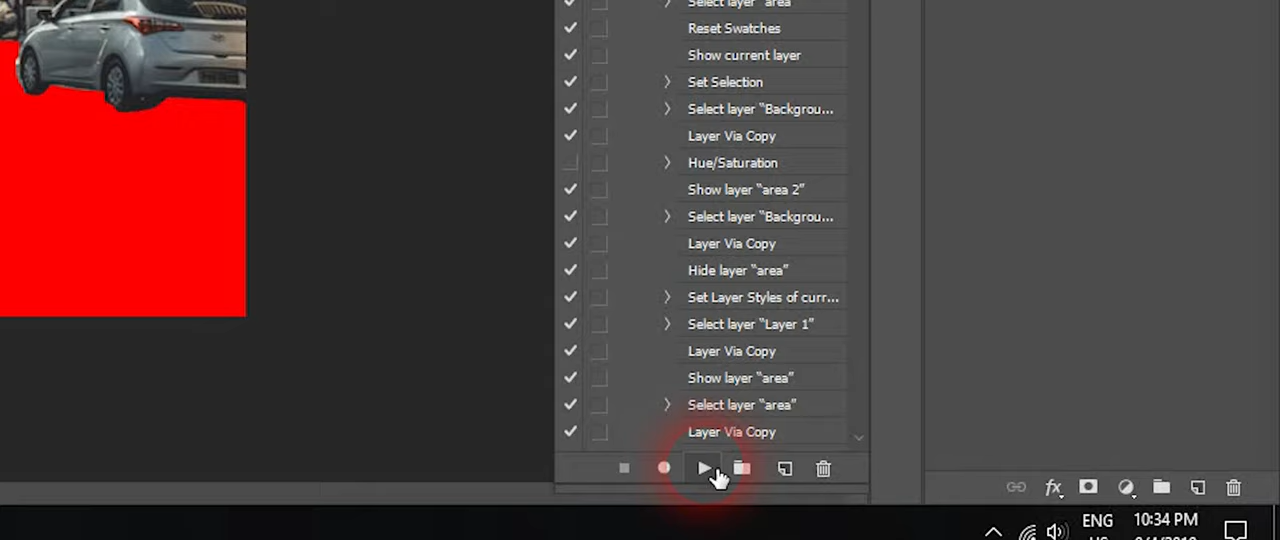 Select layer "area"
Reset Swatches
Show current layer
Set Selection
Select layer "Backgrou...
Layer Via Copy
Hue/Saturation
Show layer "area 2"
Select layer "Backgrou...
Layer Via Copy
Hide layer "area"
Set Layer Styles of curr...
Select layer "Layer 1"
Layer Via Copy
Show layer "area"
Select layer "area"
Layer Via Copy
fx
ENG
10:34 PM